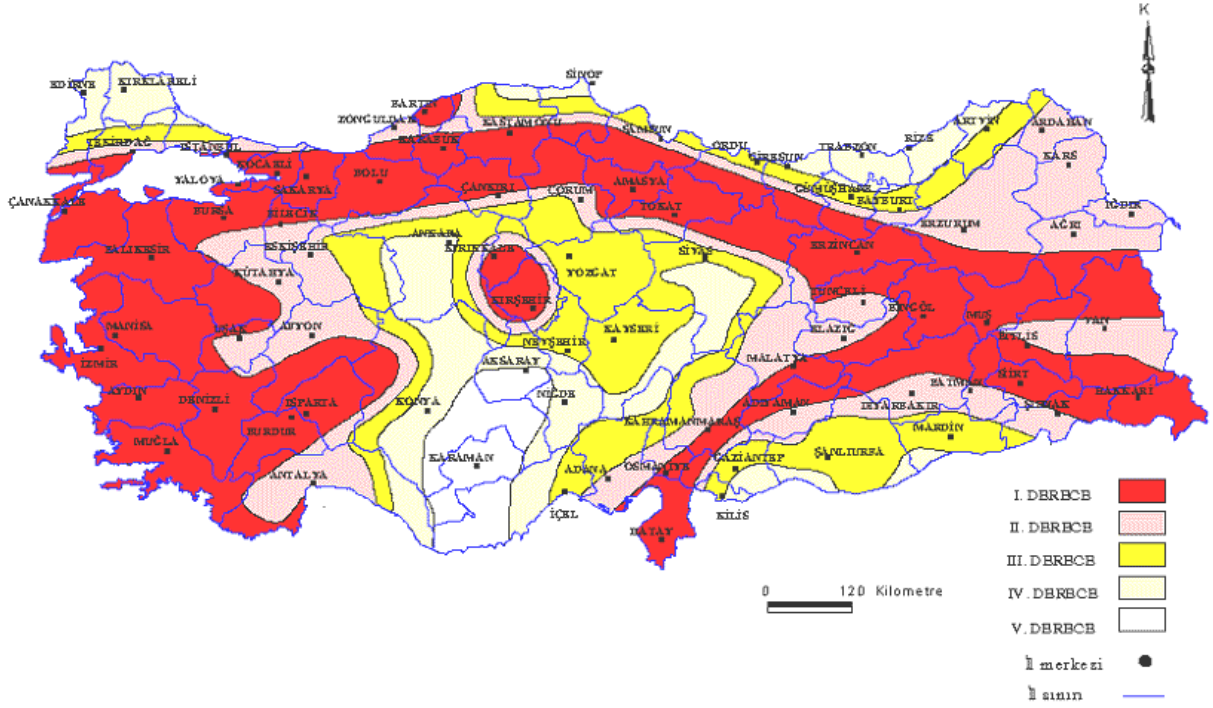 K
SİNOP
EDİRNE
KIRKLARELİ
BARTIN
ZONGULDAK
KASTAMONU
KARABÜK
SAMSUN
ARTVİN
ARDAHAN
RİZE
TRABZON
ORDU
GİRESUN
KARS
TEKİRDAĞ
İSTANBUL
KOCAELİ
YALOVA
SAKARYA
BOLU
ÇANKIRI
ÇORUM
AMASYA
TOKAT
GÜMÜŞHANE
BAYBURT
IĞDIR
AĞRI
ERZURUM
ÇANAKKALE
BURSA
BİLECİK
BALIKESİR
ESKİŞEHİR
ANKARA
KIRIKKALE
YOZGAT
SİVAS
ERZİNCAN
KÜTAHYA
KIRŞEHİR
TUNCELİ
BİNGÖL
MUŞ
VAN
MANİSA
UŞAK
AFYON
KAYSERİ
NEVŞEHİR
ELAZIĞ
BİTLİS
İZMİR
AKSARAY
MALATYA
SİİRT
BATMAN
HAKKARİ
AYDIN
DENİZLİ
ISPARTA
BURDUR
KONYA
NİĞDE
KAHRAMANMARAŞ
ADIYAMAN
DİYARBAKIR
ŞIRNAK
MARDİN
MUĞLA
ANTALYA
KARAMAN
ADANA
OSMANİYE
GAZİANTEP
ŞANLIURFA
İÇEL
KİLİS
HATAY
I. DERECE
II. DERECE
III. DERECE
IV. DERECE
V. DERECE
İl merkezi
İl sınırı
0 120 Kilometre